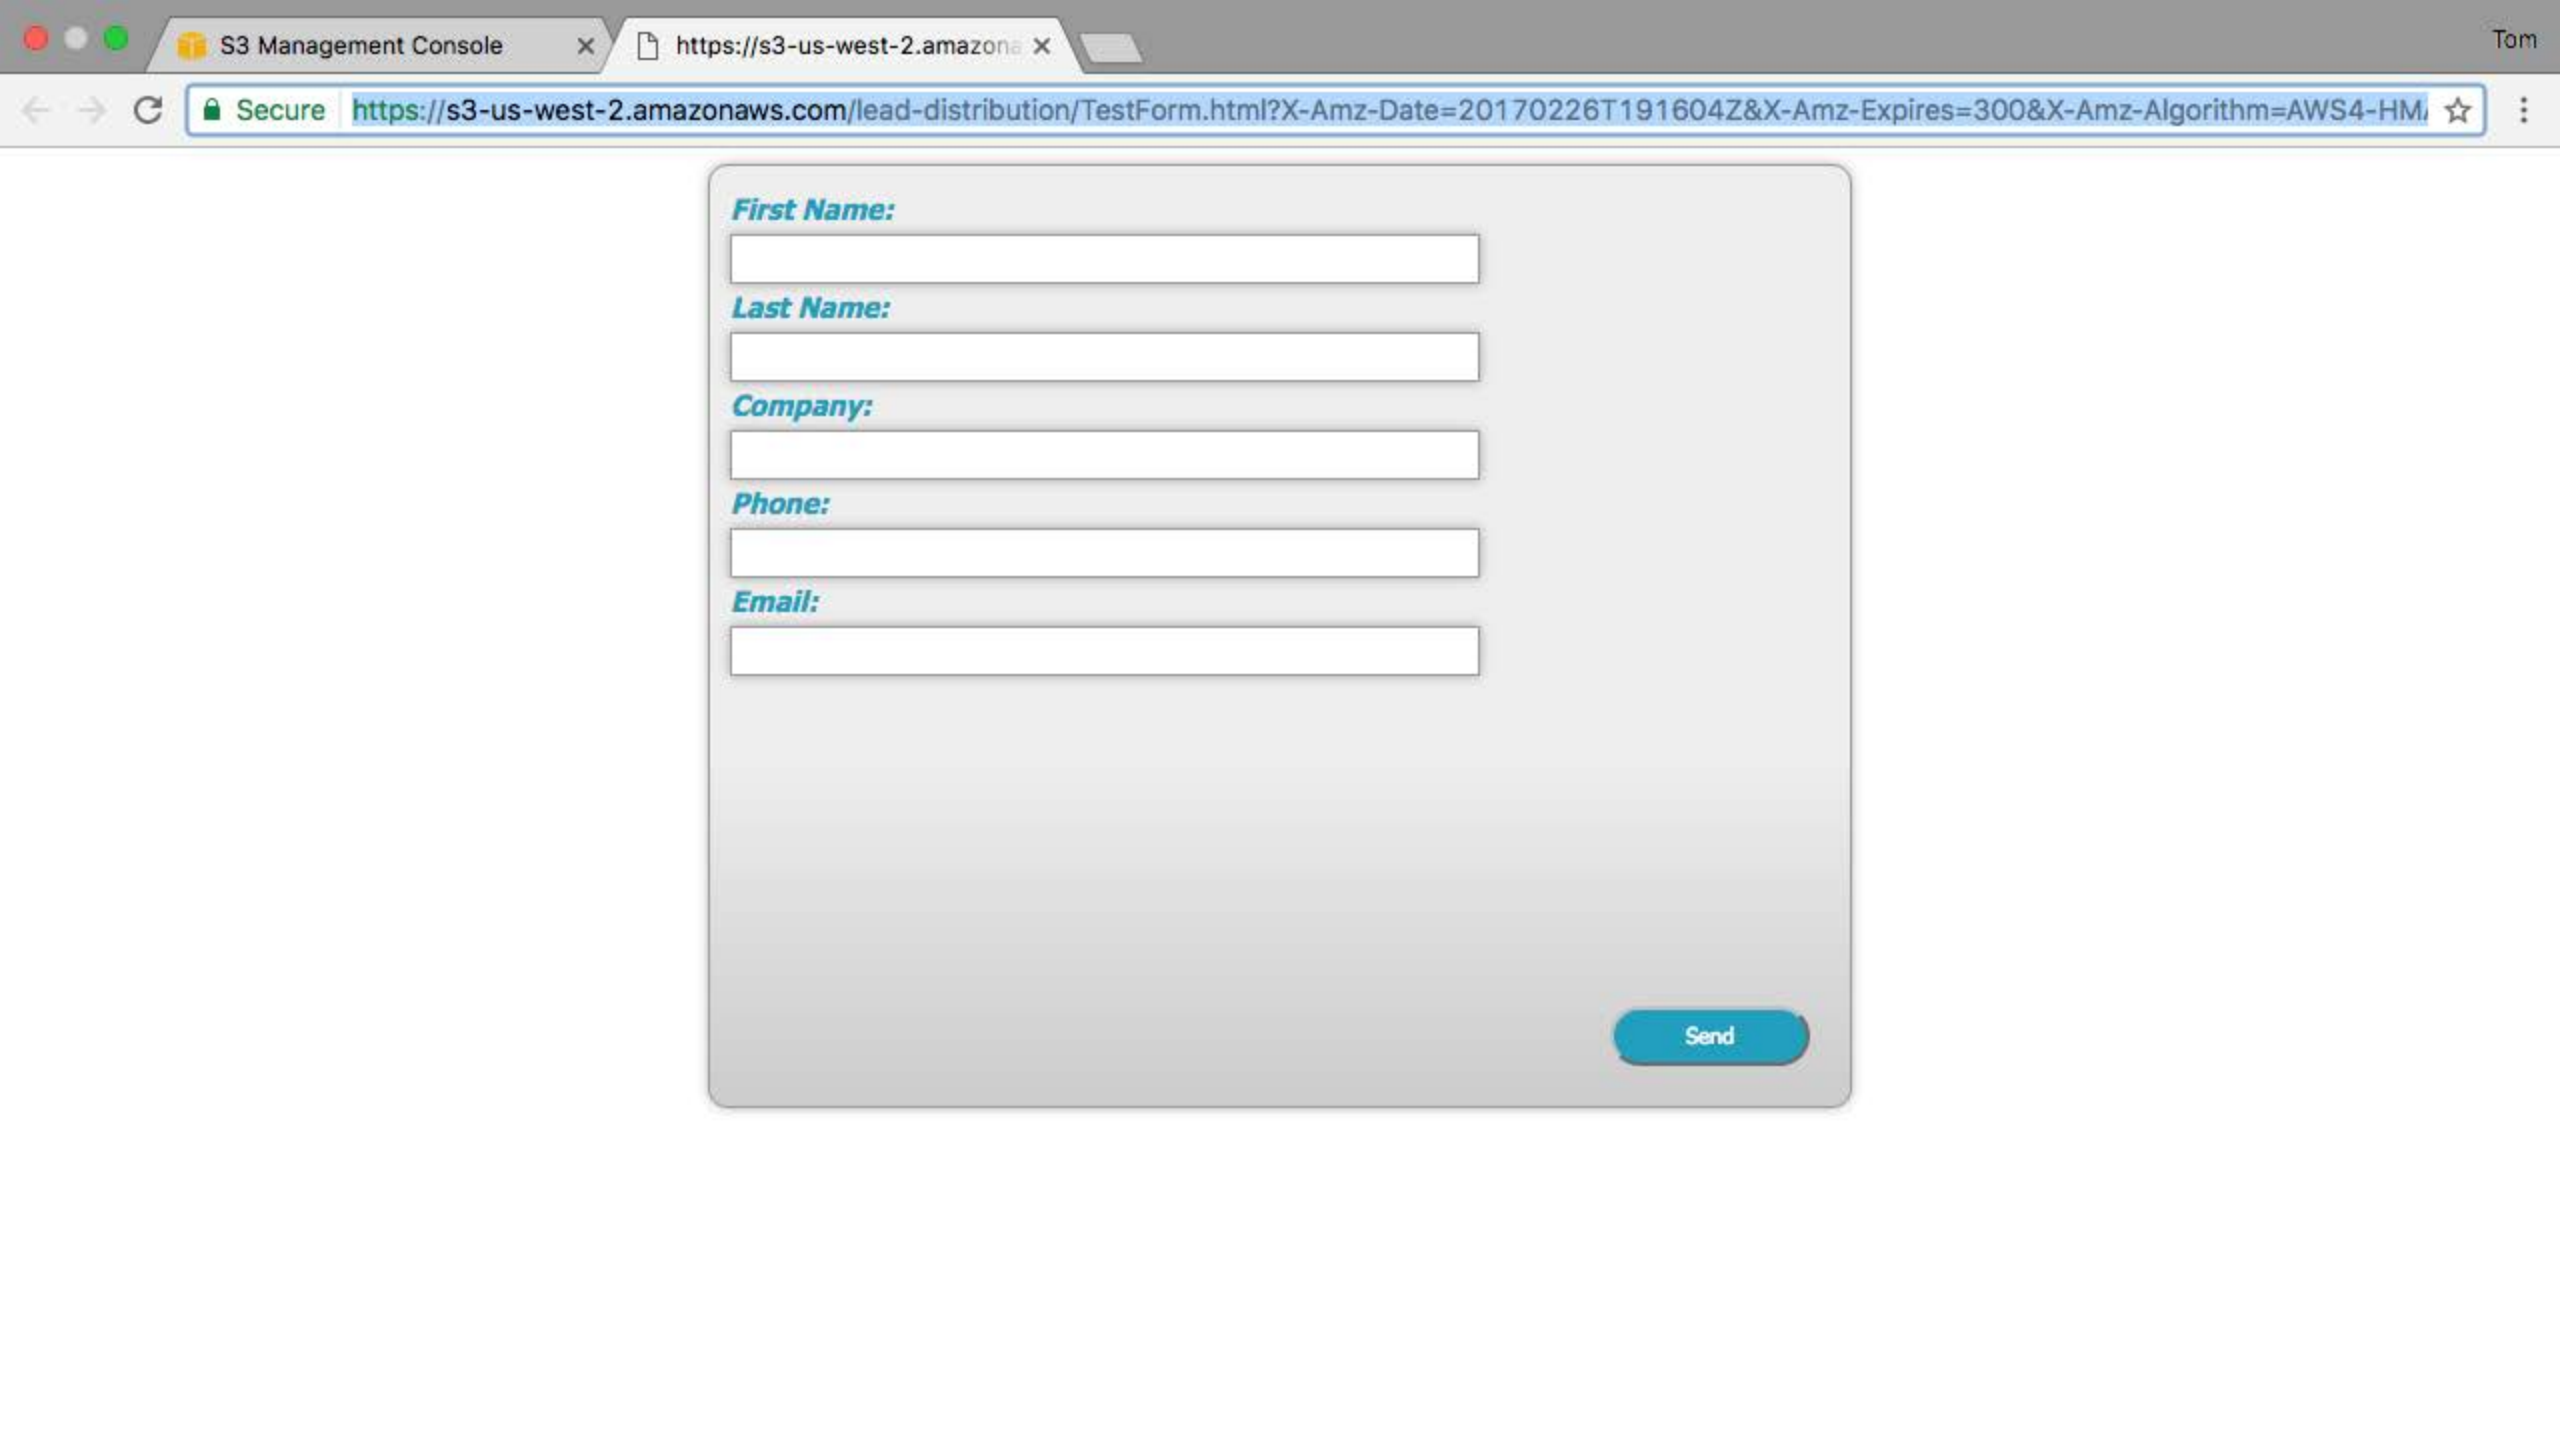 S3 Management Console
https://s3-us-west-2.amazona
Tom
Secure
https://s3-us-west-2.amazonaws.com/lead-distribution/TestForm.html?X-Amz-Date=20170226T191604Z&X-Amz-Expires=300&X-Amz-Algorithm=AWS4-HM
First Name:
Last Name:
Company:
Phone:
Email:
Send